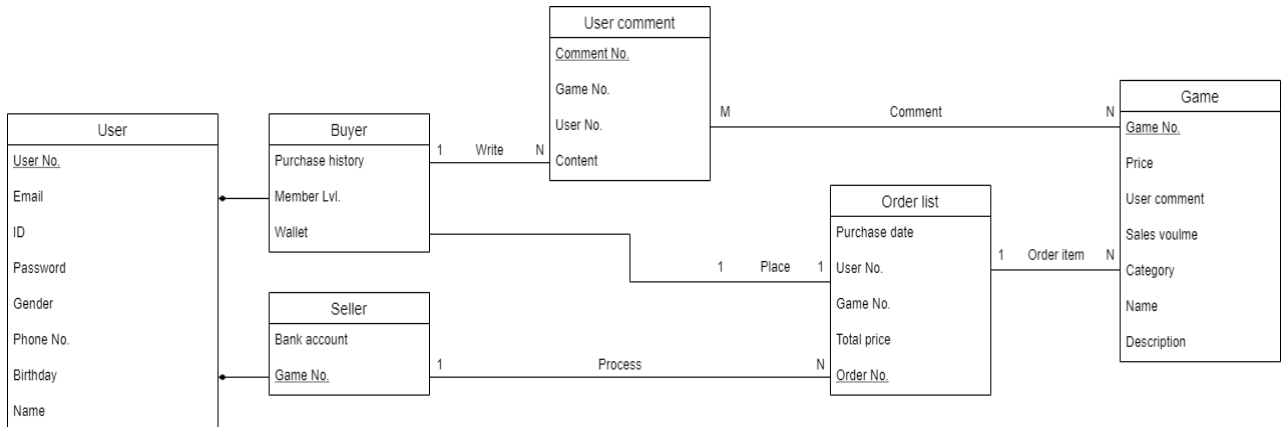 User comment
Comment No.
Game No.
User No.
Content
M Comment N
Game
Game No.
Price
User comment
Sales voulme
Category
Name
Description
User
User No.
Email
ID
Password
Gender
Phone No.
Birthday
Name
Buyer
Purchase history
Member Lvl.
Wallet
1 Write N
Order list
Purchase date
User No.
Game No.
Total price
Order No.
1 Order item N
1 Place 1
Seller
Bank account
Game No.
1 Process N